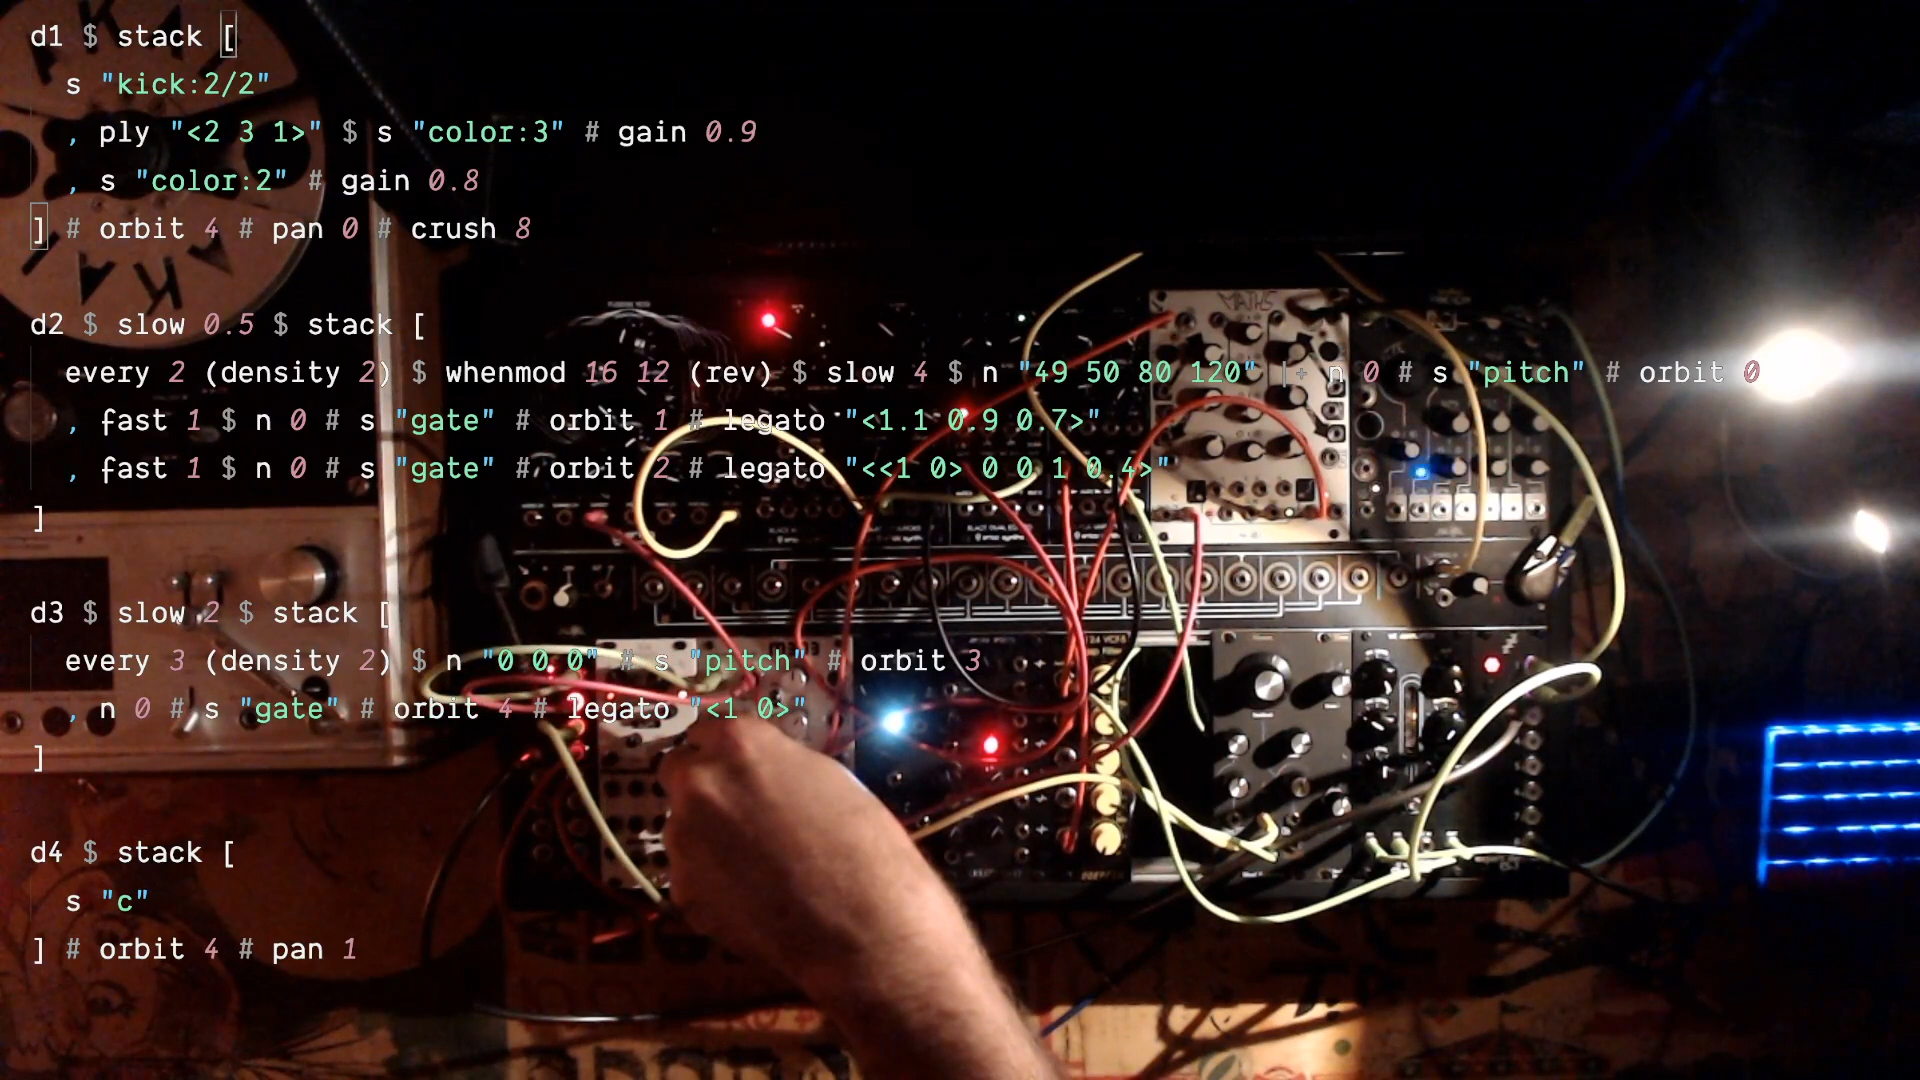 AKAI
d1 $ stack [
s "kick:2/2"
, ply "<2 3 1>" $ s "color:3" # gain 0.9
, s "color:2" # gain 0.8
] # orbit 4 # pan 0 # crush 8
d2 $ slow 0.5 $ stack [
MATHS
every 2 (density 2) $ whenmod 16 12 (rev) $ slow 4 $ n "49 50 80 120" |+ n 0 # s "pitch" # orbit 0
, fast 1 $ n 0 # s "gate" # orbit 1 # legato "<1.1 0.9 0.7>"
, fast 1 $ n 0 # s "gate" # orbit 2 # legato "<<1 0> 0 0 1 0.4>"
]
d3 $ slow 2 $ stack [
every 3 (density 2) $ n "0 0 0" # s "pitch" # orbit 3
, n 0 # s "gate" # orbit 4 # legato "<1 0>"
]
d4 $ stack [
s "c"
] # orbit 4 # pan 1